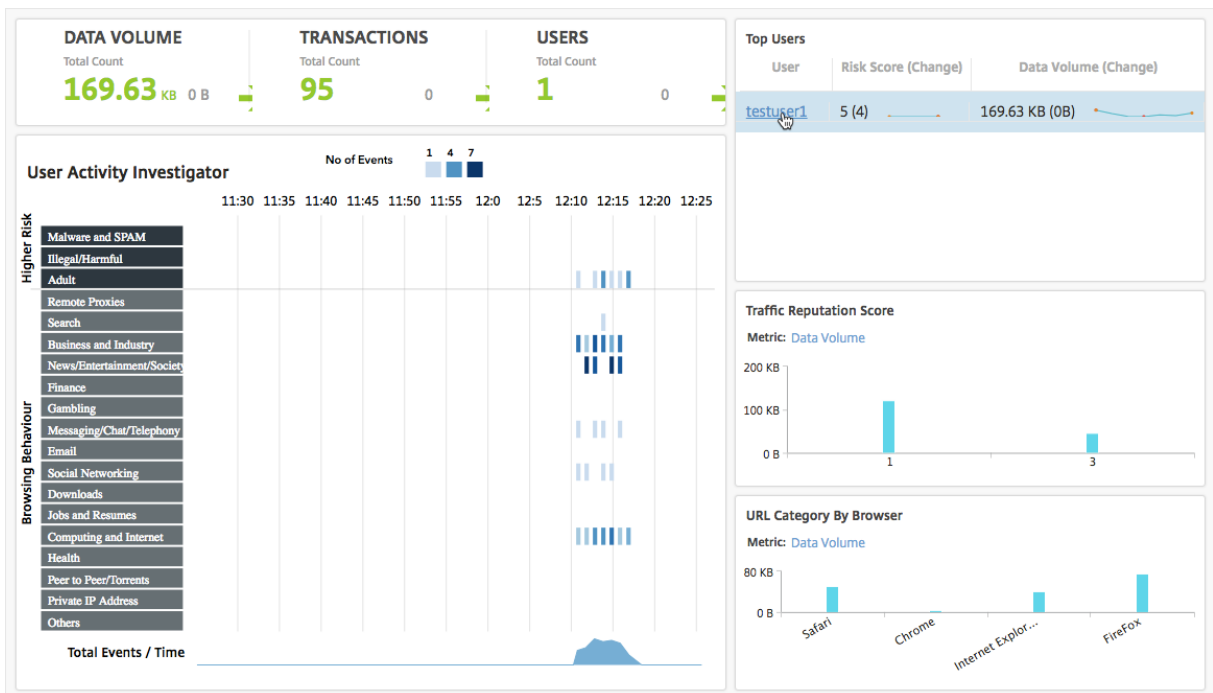 DATA VOLUME
Total Count
169.63 KB 0 B
TRANSACTIONS
Total Count
95 0
USERS
Total Count
1 0
User Activity Investigator
No of Events
1 4 7
11:30 11:35 11:40 11:45 11:50 11:55 12:0 12:5 12:10 12:15 12:20 12:25
Higher Risk
Malware and SPAM
Illegal/Harmful
Adult
Browsing Behaviour
Remote Proxies
Search
Business and Industry
News/Entertainment/Society
Finance
Gambling
Messaging/Chat/Telephony
Email
Social Networking
Downloads
Jobs and Resumes
Computing and Internet
Health
Peer to Peer/Torrents
Private IP Address
Others
Total Events / Time
Top Users
User Risk Score (Change) Data Volume (Change)
testuser1 5 (4) 169.63 KB (0B)
Traffic Reputation Score
Metric: Data Volume
200 KB
100 KB
0 B
1 3
URL Category By Browser
Metric: Data Volume
80 KB
0 B
Safari Chrome Internet Explor... FireFox